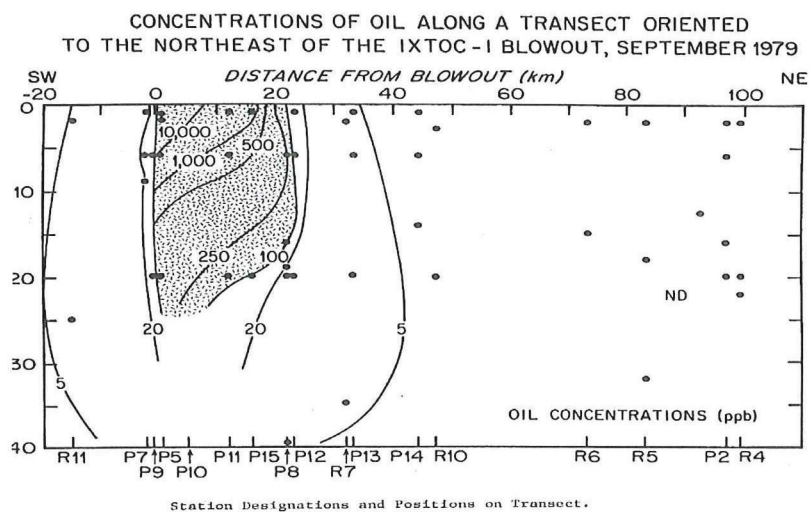 CONCENTRATIONS OF OIL ALONG A TRANSECT ORIENTED
TO THE NORTHEAST OF THE IXTOC-I BLOWOUT, SEPTEMBER 1979
SW DISTANCE FROM BLOWOUT (km) NE
-20 0 20 40 60 80 100
0
10,000
500
1,000
10
250
100
20
ND
20
20
5
30
5
OIL CONCENTRATIONS (ppb)
40
R11 P7 P5 P11 P15 P12 P13 P14 R10 R6 R5 P2 R4
P9 P10 P8 R7
Station Designations and Positions on Transect.